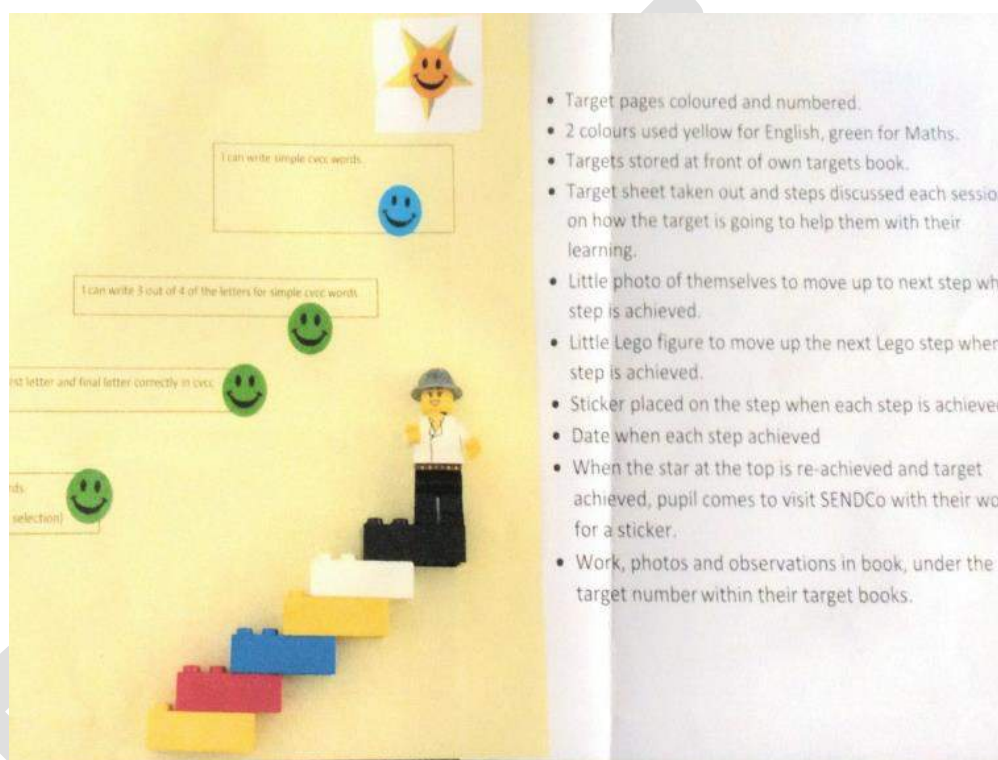 I can write simple cvcc words.
I can write 3 out of 4 of the letters for simple cvcc words
letter and final letter correctly in cvcc
selection)
• Target pages coloured and numbered.
• 2 colours used yellow for English, green for Maths.
• Targets stored at front of own targets book.
• Target sheet taken out and steps discussed each
on how the target is going to help them with their
learning.
• Little photo of themselves to move up to next step
step is achieved.
• Little Lego figure to move up the next Lego step when
step is achieved.
• Sticker placed on the step when each step is
• Date when each step achieved
• When the star at the top is re-achieved and target
achieved, pupil comes to visit SENDCo with their
for a sticker.
• Work, photos and observations in book, under the
target number within their target books.